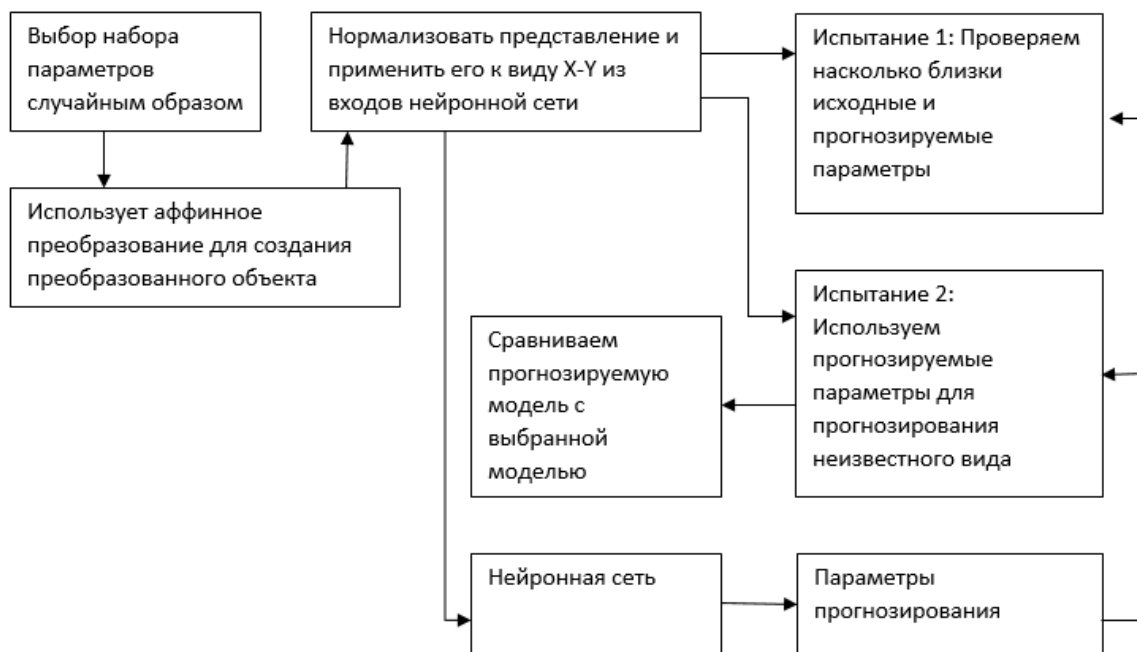 Выбор набора
параметров
случайным образом
Использует аффинное
преобразование для создания
преобразованного объекта
Нормализовать представление и
применить его к виду X-Y из
входов нейронной сети
Испытание 1: Проверяем
насколько близки
исходные и
прогнозируемые
параметры
Испытание 2:
Используем
прогнозируемые
параметры для
прогнозирования
неизвестного вида
Сравниваем
прогнозируемую
модель с
выбранной
моделью
Нейронная сеть
Параметры
прогнозирования